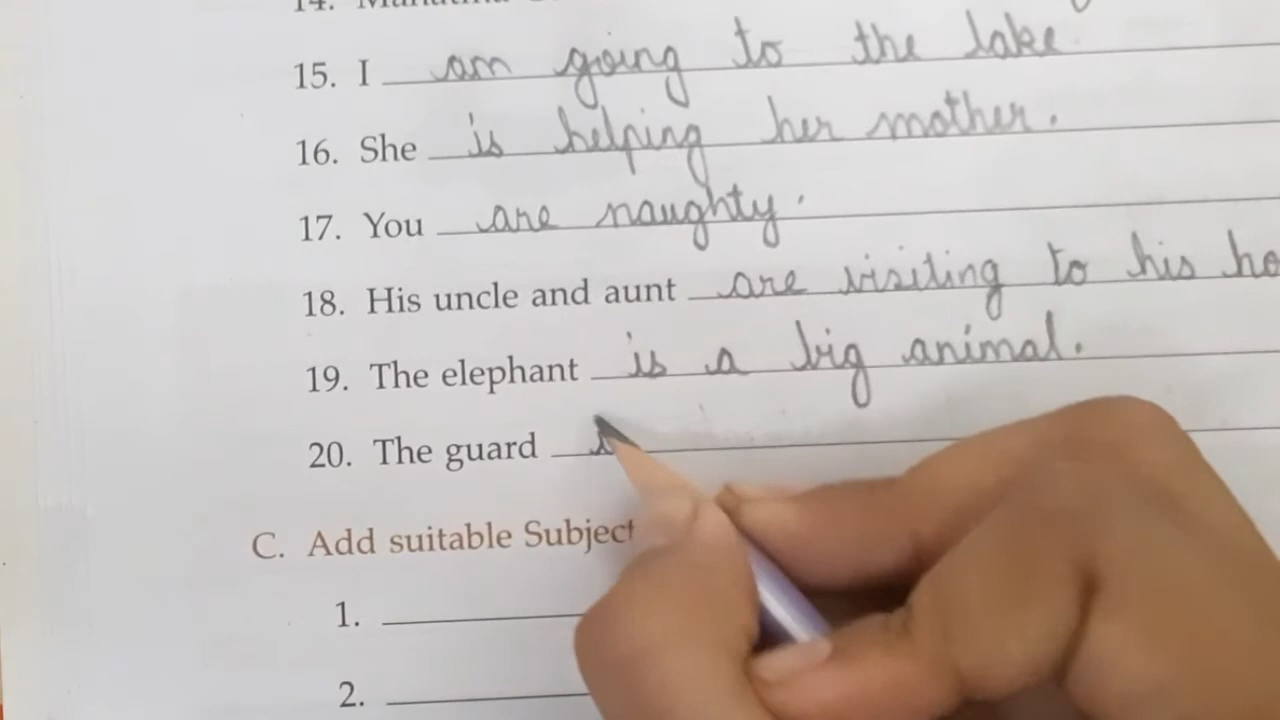 14.
15. I am going to the lake
16. She is helping her mother.
17. You are naughty.
18. His uncle and aunt are visiting to his
19. The elephant is a big animal.
20. The guard
C. Add suitable Subject
1.
2.